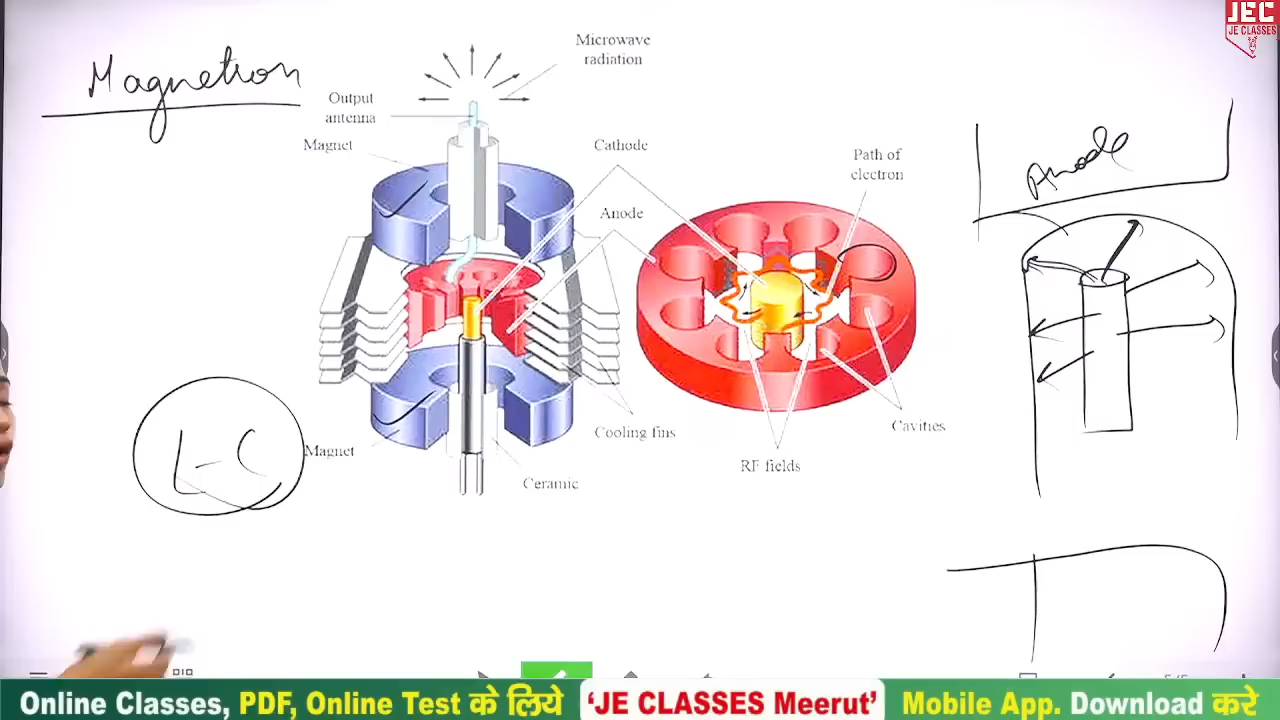 JEC
JE CLASSES
Magnetron
Microwave
radiation
Output
antenna
Magnet
Cathode
Anode
Path of
electron
Anode
Cooling fins
Cavities
RF fields
Magnet
Ceramic
L-C
Online Classes, PDF, Online Test के लिये 'JE CLASSES Meerut' Mobile App. Download करे